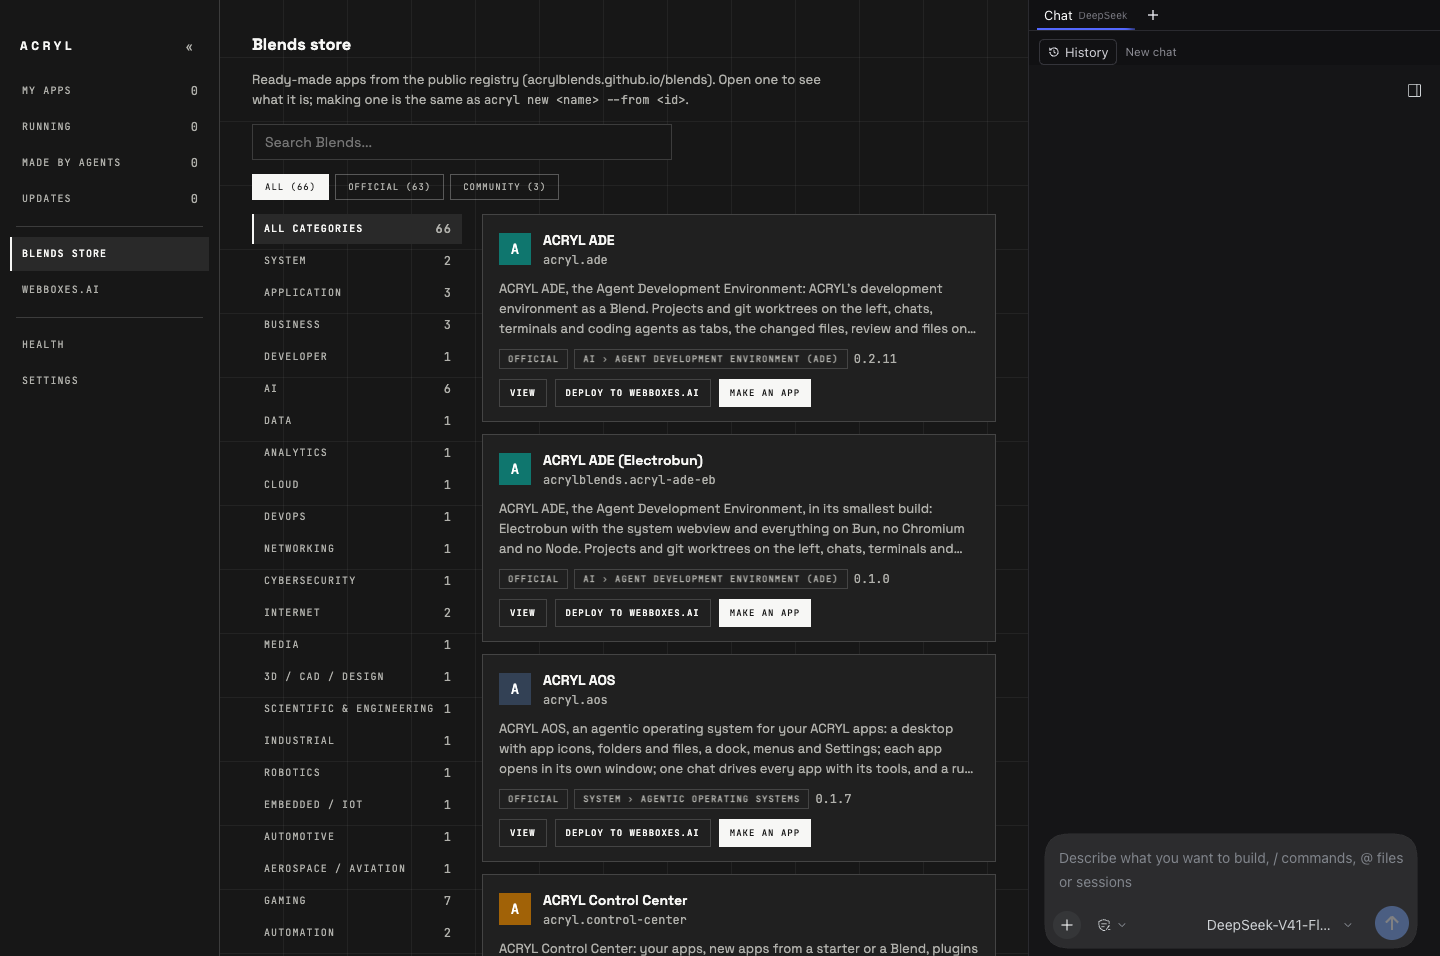 ACRYL
«
MY APPS 0
RUNNING 0
MADE BY AGENTS 0
UPDATES 0
BLENDS STORE
WEBBOXES.AI
HEALTH
SETTINGS
Blends store
Ready-made apps from the public registry (acrylblends.github.io/blends). Open one to see
what it is; making one is the same as acryl new <name> --from <id>.
Search Blends...
ALL (66)
OFFICIAL (63)
COMMUNITY (3)
ALL CATEGORIES 66
SYSTEM 2
APPLICATION 3
BUSINESS 3
DEVELOPER 1
AI 6
DATA 1
ANALYTICS 1
CLOUD 1
DEVOPS 1
NETWORKING 1
CYBERSECURITY 1
INTERNET 2
MEDIA 1
3D / CAD / DESIGN 1
SCIENTIFIC & ENGINEERING 1
INDUSTRIAL 1
ROBOTICS 1
EMBEDDED / IOT 1
AUTOMOTIVE 1
AEROSPACE / AVIATION 1
GAMING 7
AUTOMATION 2
A
ACRYL ADE
acryl.ade
ACRYL ADE, the Agent Development Environment: ACRYL's development
environment as a Blend. Projects and git worktrees on the left, chats,
terminals and coding agents as tabs, the changed files, review and files on…
OFFICIAL
AI › AGENT DEVELOPMENT ENVIRONMENT (ADE)
0.2.11
VIEW
DEPLOY TO WEBBOXES.AI
MAKE AN APP
A
ACRYL ADE (Electrobun)
acrylblends.acryl-ade-eb
ACRYL ADE, the Agent Development Environment, in its smallest build:
Electrobun with the system webview and everything on Bun, no Chromium
and no Node. Projects and git worktrees on the left, chats, terminals and…
OFFICIAL
AI › AGENT DEVELOPMENT ENVIRONMENT (ADE)
0.1.0
VIEW
DEPLOY TO WEBBOXES.AI
MAKE AN APP
A
ACRYL AOS
acryl.aos
ACRYL AOS, an agentic operating system for your ACRYL apps: a desktop
with app icons, folders and files, a dock, menus and Settings; each app
opens in its own window; one chat drives every app with its tools, and a ru…
OFFICIAL
SYSTEM › AGENTIC OPERATING SYSTEMS
0.1.7
VIEW
DEPLOY TO WEBBOXES.AI
MAKE AN APP
A
ACRYL Control Center
acryl.control-center
ACRYL Control Center: your apps, new apps from a starter or a Blend, plugins
Chat DeepSeek +
History
New chat
Describe what you want to build, / commands, @ files
or sessions
DeepSeek-V41-Fl...